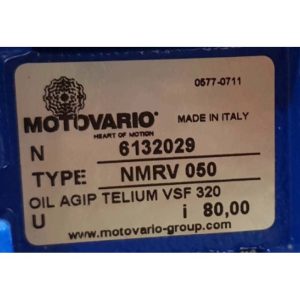 0577-0711
MOTOVARIO®
HEART OF MOTION
MADE IN ITALY
N 6132029
TYPE NMRV 050
OIL AGIP TELIUM VSF 320
U i 80,00
www.motovario-group.com